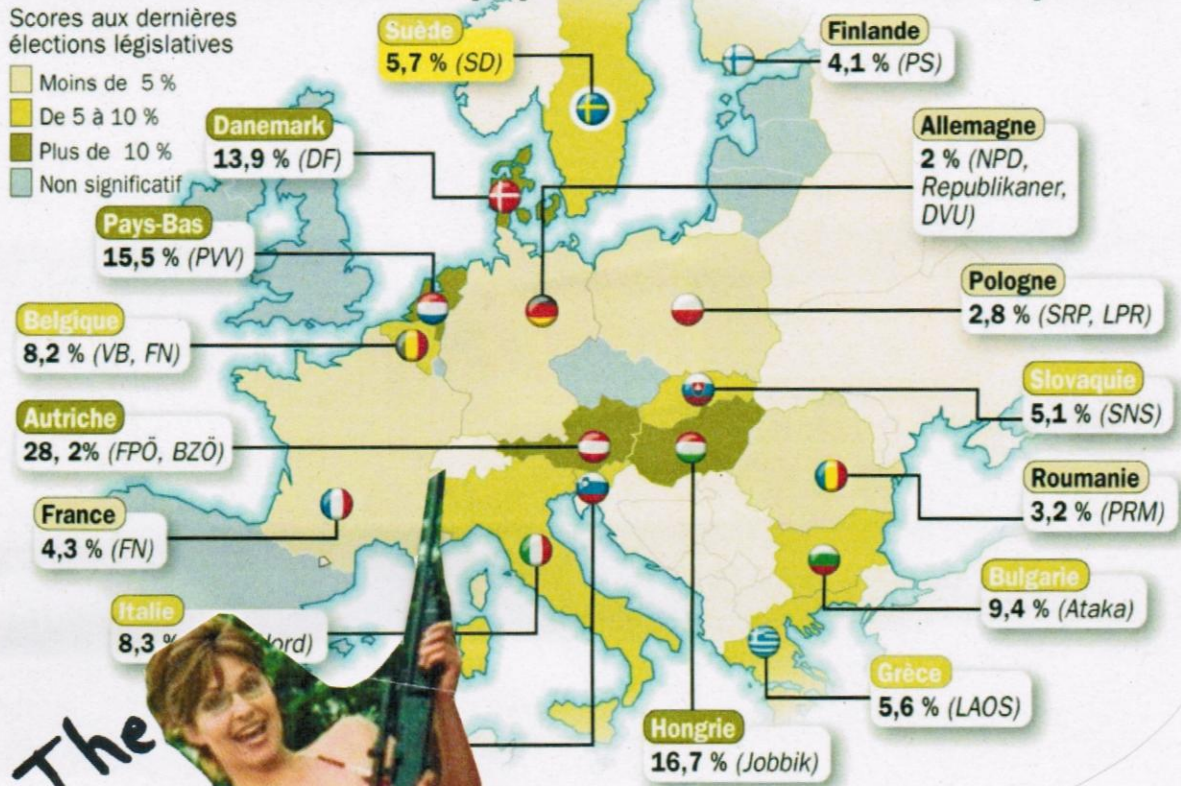 Scores aux dernières
élections législatives
Moins de 5 %
De 5 à 10 %
Plus de 10 %
Non significatif
Suède
5,7 % (SD)
Finlande
4,1 % (PS)
Danemark
13,9 % (DF)
Allemagne
2 % (NPD,
Republikaner,
DVU)
Pays-Bas
15,5 % (PVV)
Pologne
2,8 % (SRP, LPR)
Belgique
8,2 % (VB, FN)
Slovaquie
5,1 % (SNS)
Autriche
28, 2% (FPÖ, BZÖ)
Roumanie
3,2 % (PRM)
France
4,3 % (FN)
Bulgarie
9,4 % (Ataka)
Italie
8,3 %
Grèce
5,6 % (LAOS)
Hongrie
16,7 % (Jobbik)
The